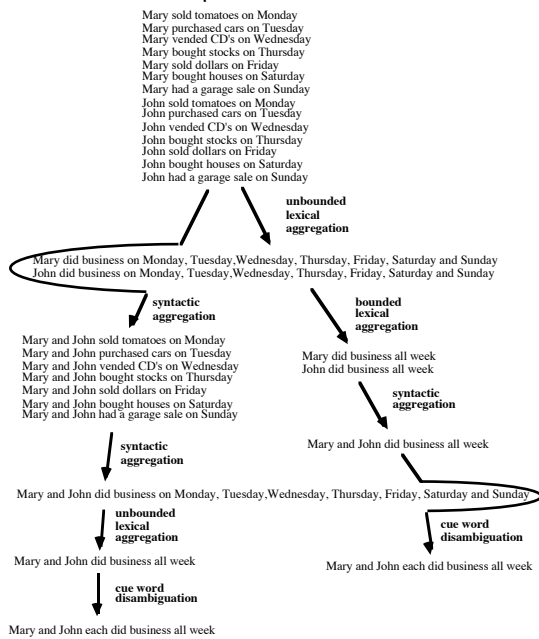 Mary sold tomatoes on Monday
Mary purchased cars on Tuesday
Mary vended CD's on Wednesday
Mary bought stocks on Thursday
Mary sold dollars on Friday
Mary bought houses on Saturday
Mary had a garage sale on Sunday
John sold tomatoes on Monday
John purchased cars on Tuesday
John vended CD's on Wednesday
John bought stocks on Thursday
John sold dollars on Friday
John bought houses on Saturday
John had a garage sale on Sunday
unbounded
lexical
aggregation
Mary did business on Monday, Tuesday,Wednesday, Thursday, Friday, Saturday and Sunday
John did business on Monday, Tuesday,Wednesday, Thursday, Friday, Saturday and Sunday
syntactic
aggregation
bounded
lexical
aggregation
Mary and John sold tomatoes on Monday
Mary and John purchased cars on Tuesday
Mary and John vended CD's on Wednesday
Mary and John bought stocks on Thursday
Mary and John sold dollars on Friday
Mary and John bought houses on Saturday
Mary and John had a garage sale on Sunday
Mary did business all week
John did business all week
syntactic
aggregation
Mary and John did business all week
syntactic
aggregation
Mary and John did business on Monday, Tuesday,Wednesday, Thursday, Friday, Saturday and Sunday
unbounded
lexical
aggregation
cue word
disambiguation
Mary and John did business all week
Mary and John each did business all week
cue word
disambiguation
Mary and John each did business all week